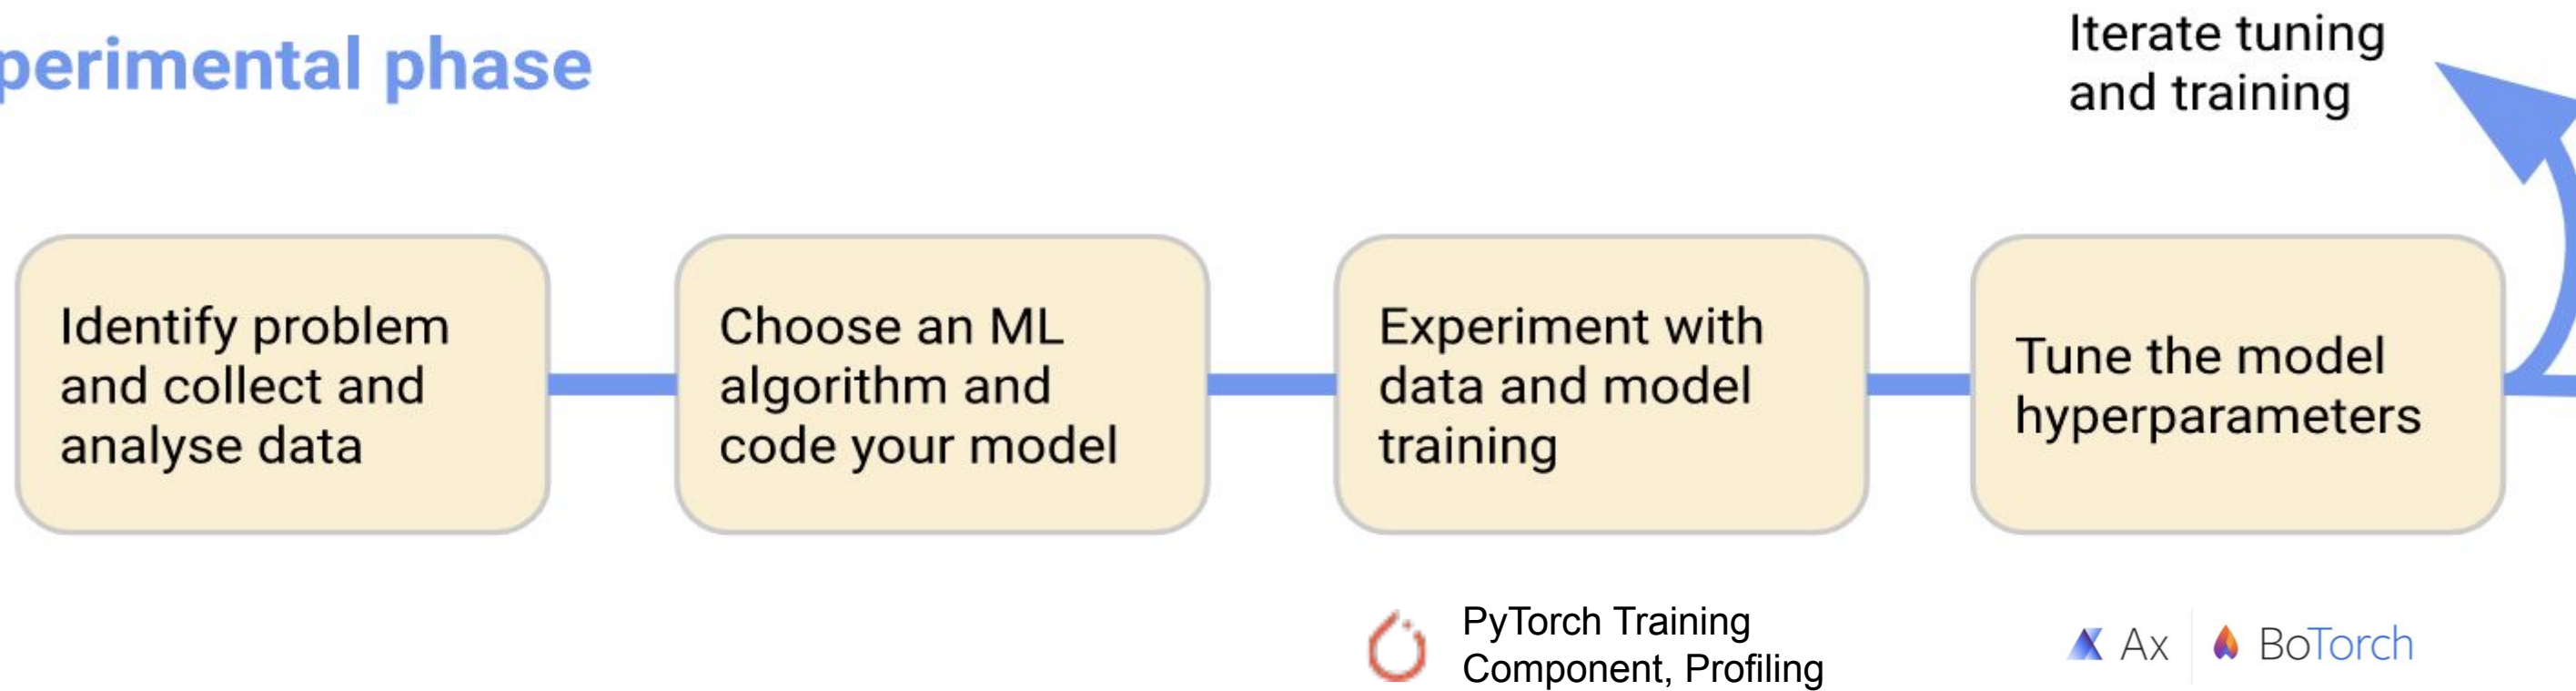 perimental phase
Iterate tuning
and training
Identify problem
and collect and
analyse data
Choose an ML
algorithm and
code your model
Experiment with
data and model
training
Tune the model
hyperparameters
PyTorch Training
Component, Profiling
Ax
BoTorch